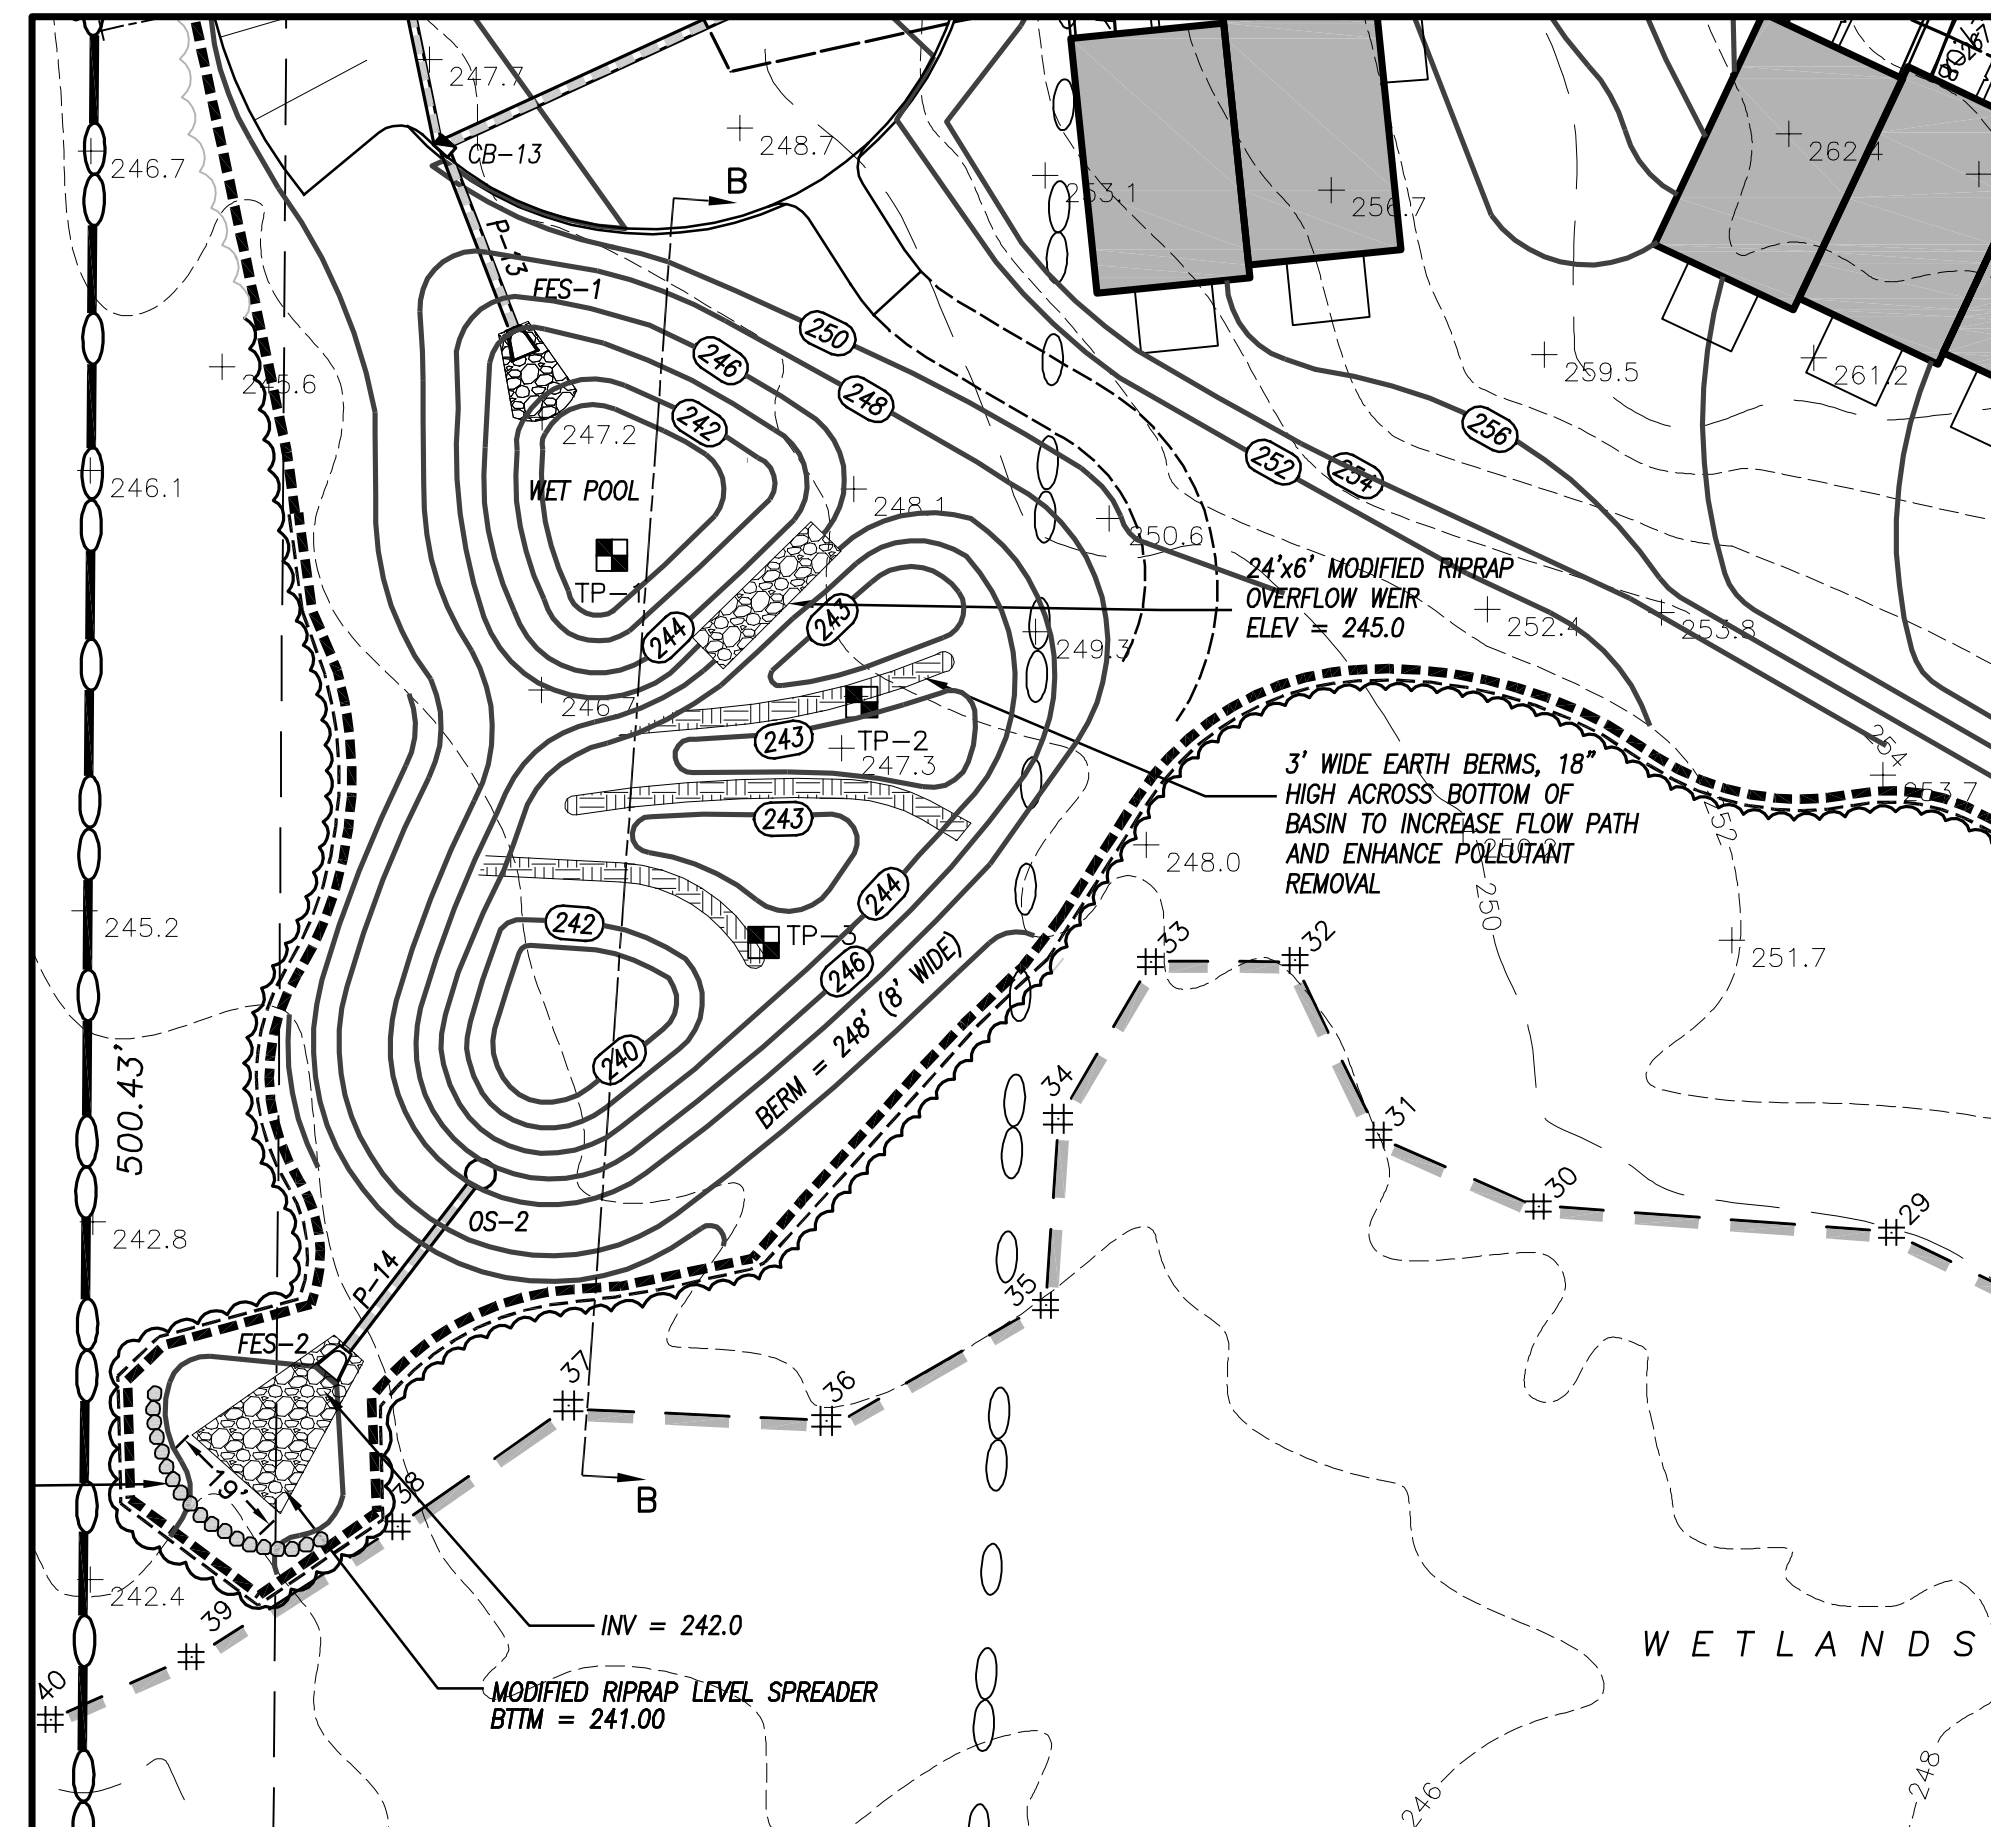 247.7
CB-13
248.7
B
246.7
253.1
256.7
262.4
P-13
FES-1
250
246
248
245.6
259.5
261.2
242
247.2
256
252
254
246.1
WET POOL
248.1
250.6
TP-1
24'x6' MODIFIED RIPRAP
OVERFLOW WEIR
ELEV = 245.0
243
244
252.4
253.8
249.3
246.7
243
TP-2
247.3
254
253.7
3' WIDE EARTH BERMS, 18"
HIGH ACROSS BOTTOM OF
BASIN TO INCREASE FLOW PATH
AND ENHANCE POLLUTANT
REMOVAL
243
252
248.0
250
244
245.2
242
TP-3
246
33
32
251.7
BERM = 248' (8' WIDE)
240
500.43'
34
31
30
29
242.8
OS-2
P-14
35
FES-2
37
36
19'
38
B
242.4
39
INV = 242.0
WETLANDS
40
MODIFIED RIPRAP LEVEL SPREADER
BTTM = 241.00
246
248